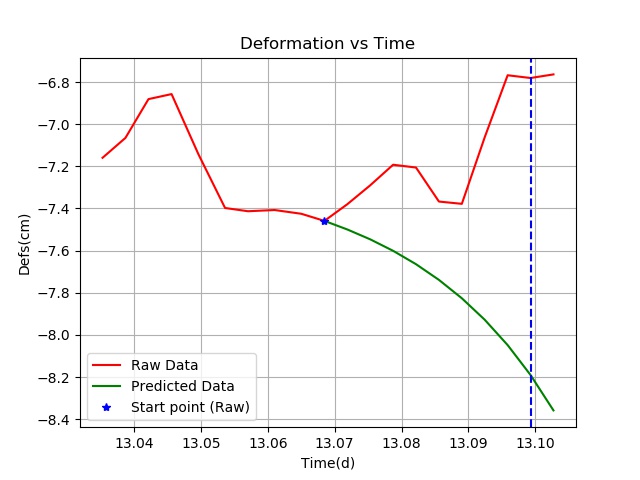 Deformation vs Time
Defs(cm)
−6.8
−7.0
−7.2
−7.4
−7.6
−7.8
−8.0
−8.2
−8.4
Raw Data
Predicted Data
Start point (Raw)
13.04 13.05 13.06 13.07 13.08 13.09 13.10
Time(d)